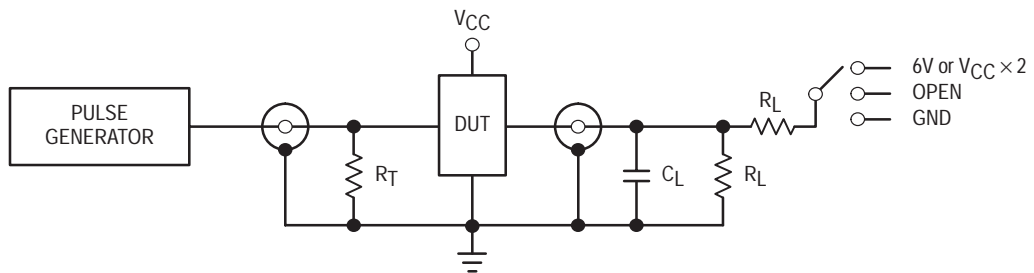 VCC
PULSE
GENERATOR
DUT
RT
CL
RL
RL
6V or VCC × 2
OPEN
GND